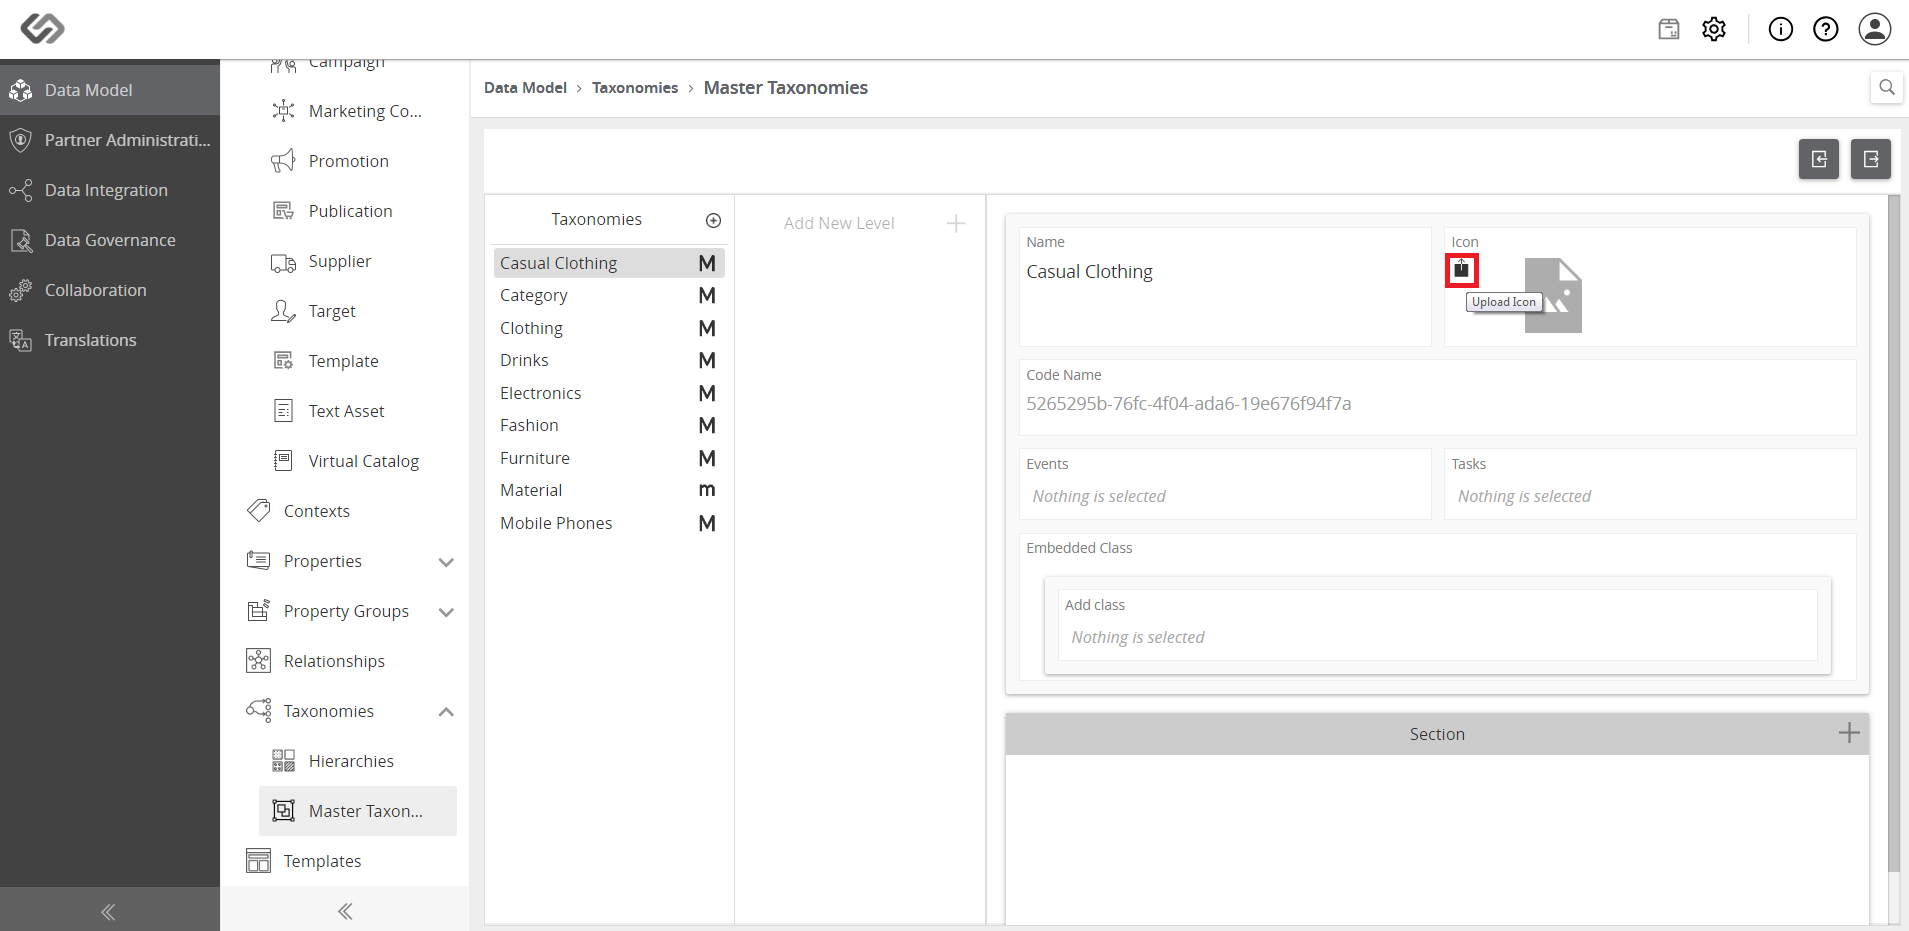 Data Model
Partner Administrati...
Data Integration
Data Governance
Collaboration
Translations
Campaign
Marketing Co...
Promotion
Publication
Supplier
Target
Template
Text Asset
Virtual Catalog
Contexts
Properties
Property Groups
Relationships
Taxonomies
Hierarchies
Master Taxon...
Templates
Data Model > Taxonomies > Master Taxonomies
Taxonomies
Casual Clothing M
Category M
Clothing M
Drinks M
Electronics M
Fashion M
Furniture M
Material m
Mobile Phones M
Add New Level
Name
Casual Clothing
Icon
Upload Icon
Code Name
5265295b-76fc-4f04-ada6-19e676f94f7a
Events
Nothing is selected
Tasks
Nothing is selected
Embedded Class
Add class
Nothing is selected
Section